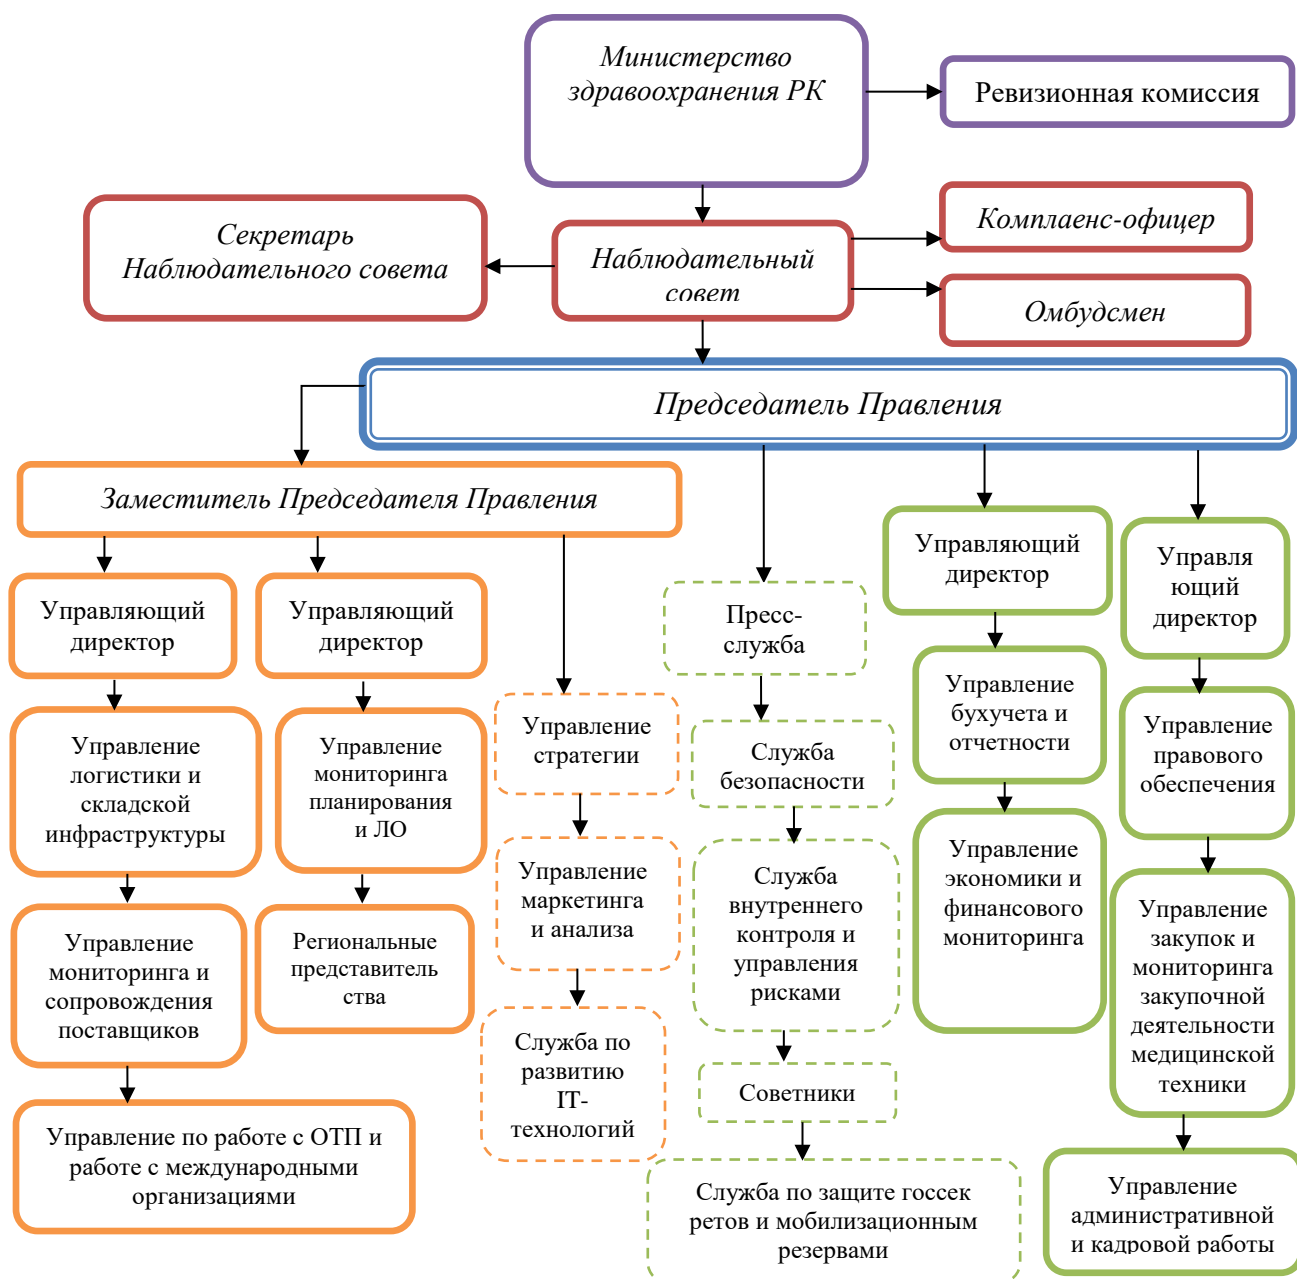 Министерство
здравоохранения РК
Ревизионная комиссия
Секретарь
Наблюдательного совета
Наблюдательный
совет
Комплаенс-офицер
Омбудсмен
Председатель Правления
Заместитель Председателя Правления
Управляющий
директор
Управляющий
директор
Управление
логистики и
складской
инфраструктуры
Управление
мониторинга
планирования
и ЛО
Управление
мониторинга и
сопровождения
поставщиков
Региональные
представитель
ства
Управление по работе с ОТП и
работе с международными
организациями
Управление
стратегии
Управление
маркетинга
и анализа
Служба по
развитию
IT-
технологий
Пресс-
служба
Служба
безопасности
Служба
внутреннего
контроля и
управления
рисками
Советники
Служба по защите госсек
ретов и мобилизационным
резервами
Управляющий
директор
Управление
бухучета и
отчетности
Управление
экономики и
финансового
мониторинга
Управля
ющий
директор
Управление
правового
обеспечения
Управление
закупок и
мониторинга
закупочной
деятельности
медицинской
техники
Управление
административной
и кадровой работы